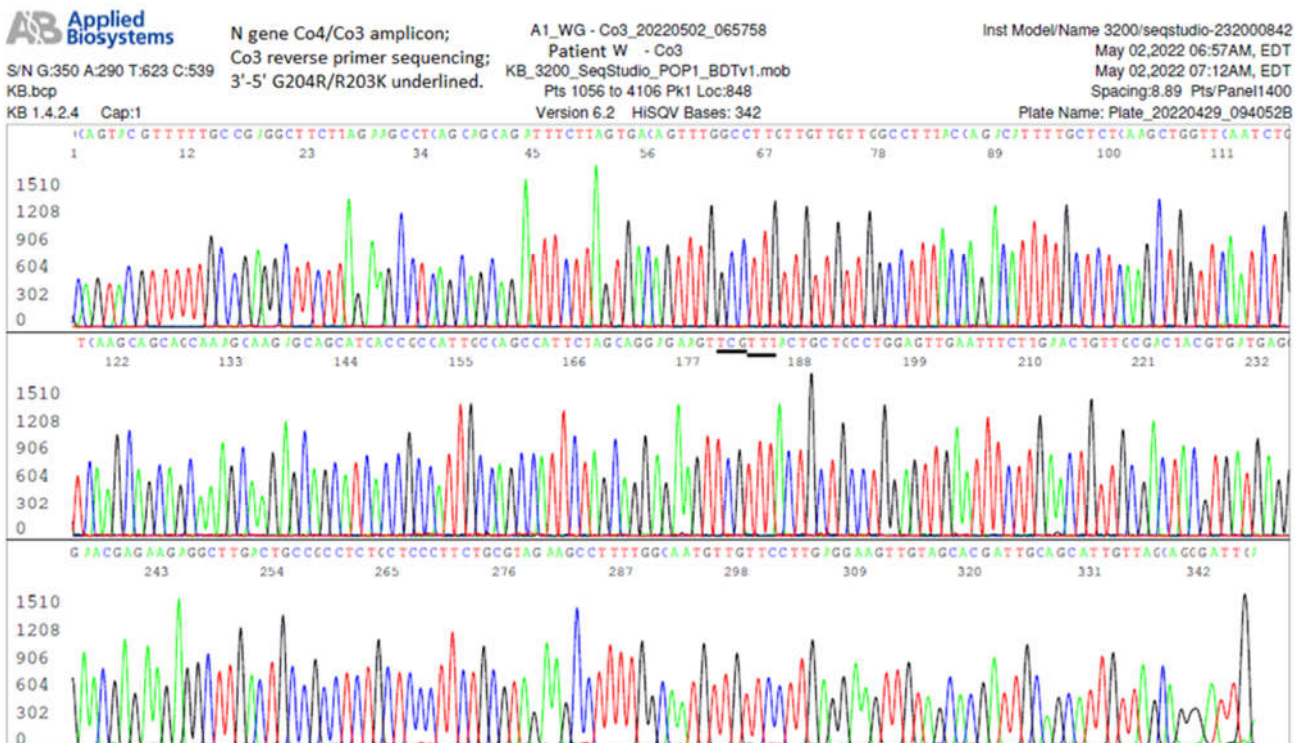 AB Applied Biosystems
S/N G:350 A:290 T:623 C:539
KB.bcp
KB 1.4.2.4 Cap:1
N gene Co4/Co3 amplicon;
Co3 reverse primer sequencing;
3'-5' G204R/R203K underlined.
A1_WG - Co3_20220502_065758
Patient W - Co3
KB_3200_SeqStudio_POP1_BDTv1.mob
Pts 1056 to 4106 Pk1 Loc:848
Version 6.2 HiSQV Bases: 342
Inst Model/Name 3200/seqstudio-232000842
May 02,2022 06:57AM, EDT
May 02,2022 07:12AM, EDT
Spacing:8.89 Pts/Panel1400
Plate Name: Plate_20220429_094052B
CAGTACGTTTTTGCCGAGGCTTCTTAGAAGCCTCAGCAGCAGATTTCTTAGTGACAGTTTGGCCTTGTTGTTGTTGGCCTTTACCAGACATTTTGCTCTCAAGCTGGTTCAATCTG
1 12 23 34 45 56 67 78 89 100 111
1510
1208
906
604
302
0
TCAAGCAGCAGCAAAGCAAGAGCAGCATCACCGCCATTGCCAGCCATTCTAGCAGGAGAAGTTCGTTTACTGCTGCCTGGAGTTGAATTTCTTGAACTGTTGCGACTACGTGATGAGG
122 133 144 155 166 177 188 199 210 221 232
1510
1208
906
604
302
0
GAACGAGAAGAGGCTTGACTGCCGCCTCTGCTCCCTTCTGCGTAGAAGCCTTTTGGCAATGTTGTTCCTTGAGGAAGTTGTAGCACGATTGCAGCATTGTTAGCAGGATTCA
243 254 265 276 287 298 309 320 331 342
1510
1208
906
604
302
0